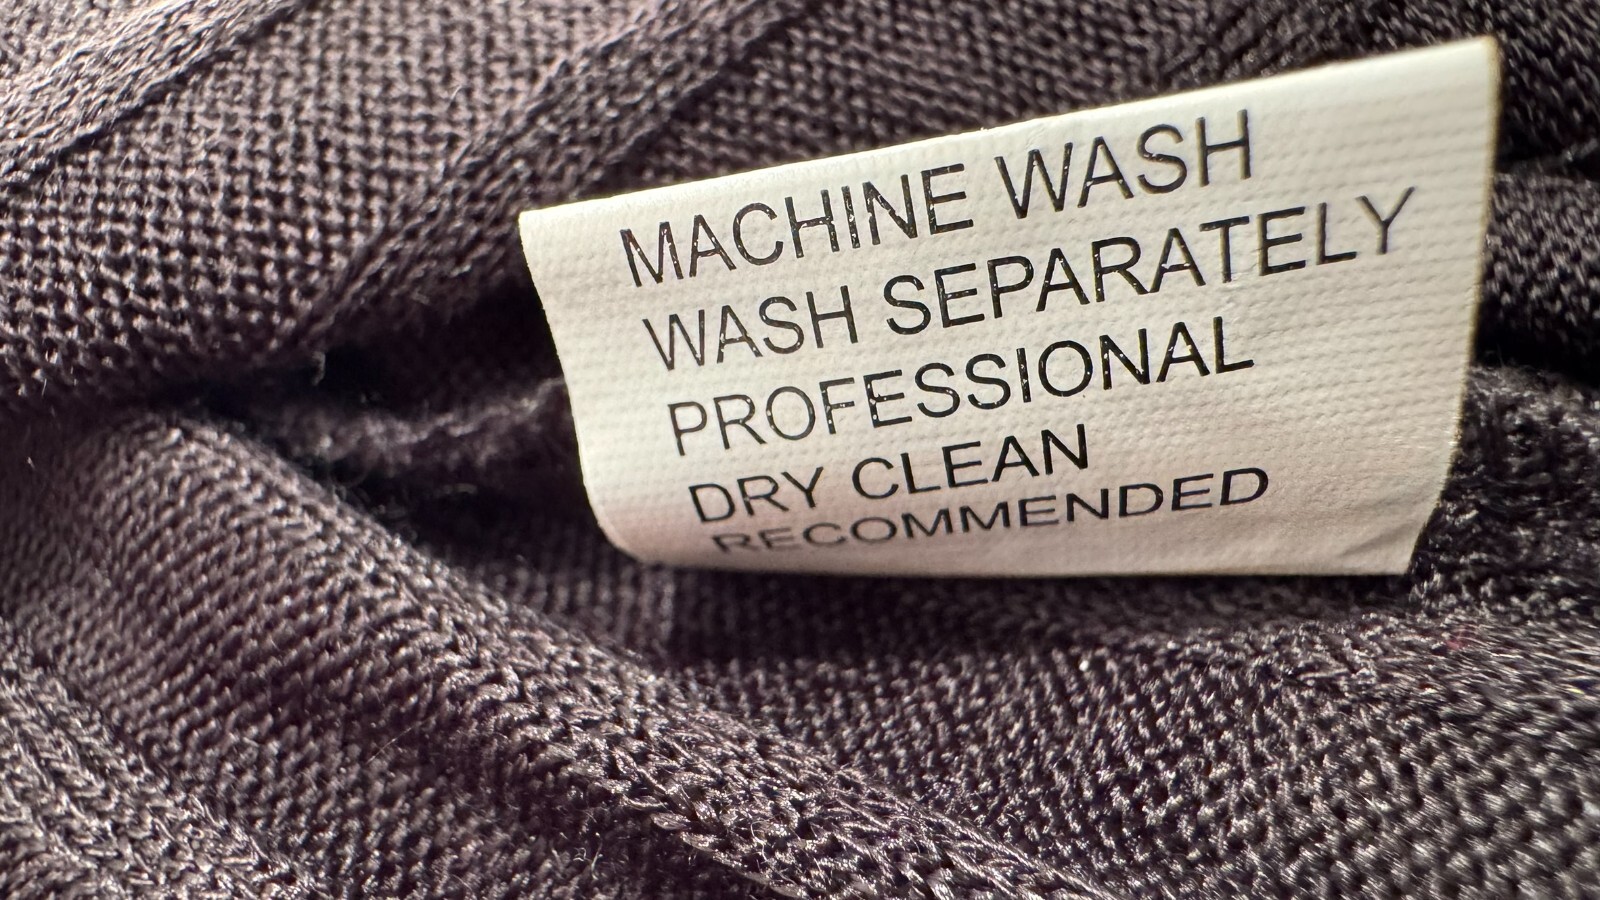 MACHINE WASH
WASH SEPARATELY
PROFESSIONAL
DRY CLEAN
RECOMMENDED